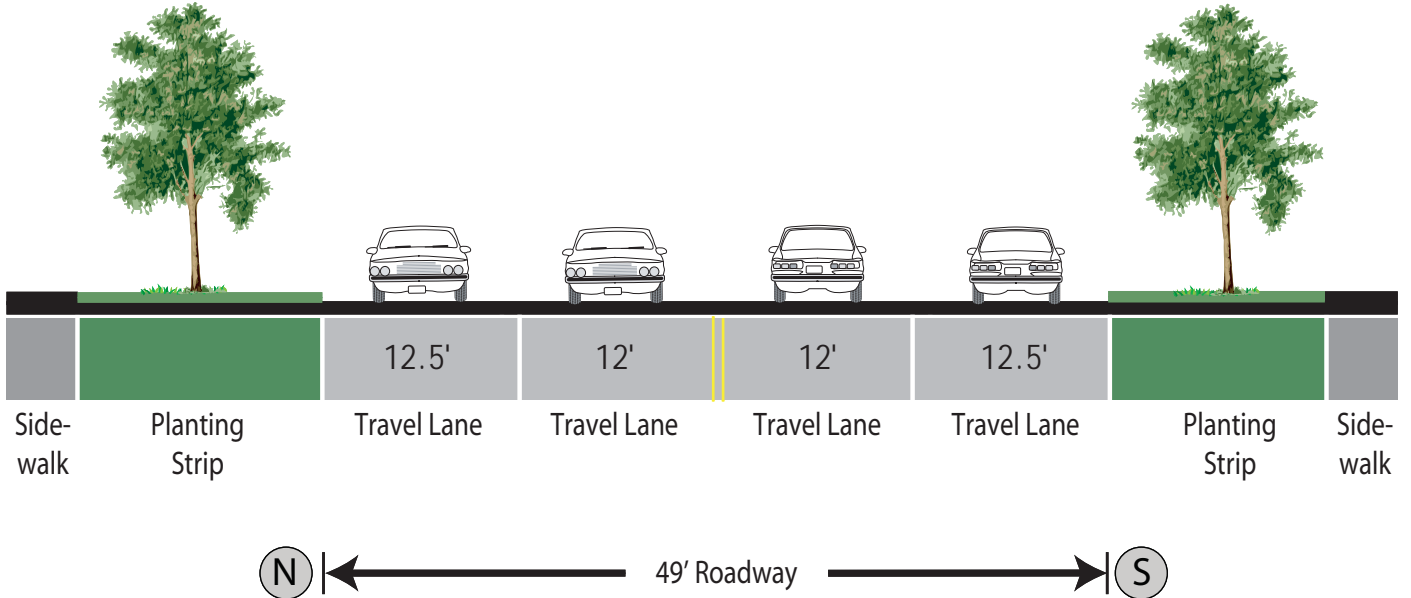 12.5' 12' 12' 12.5'
Side- Planting Travel Lane Travel Lane Travel Lane Travel Lane Planting Side-
walk Strip Strip walk
N 49' Roadway S